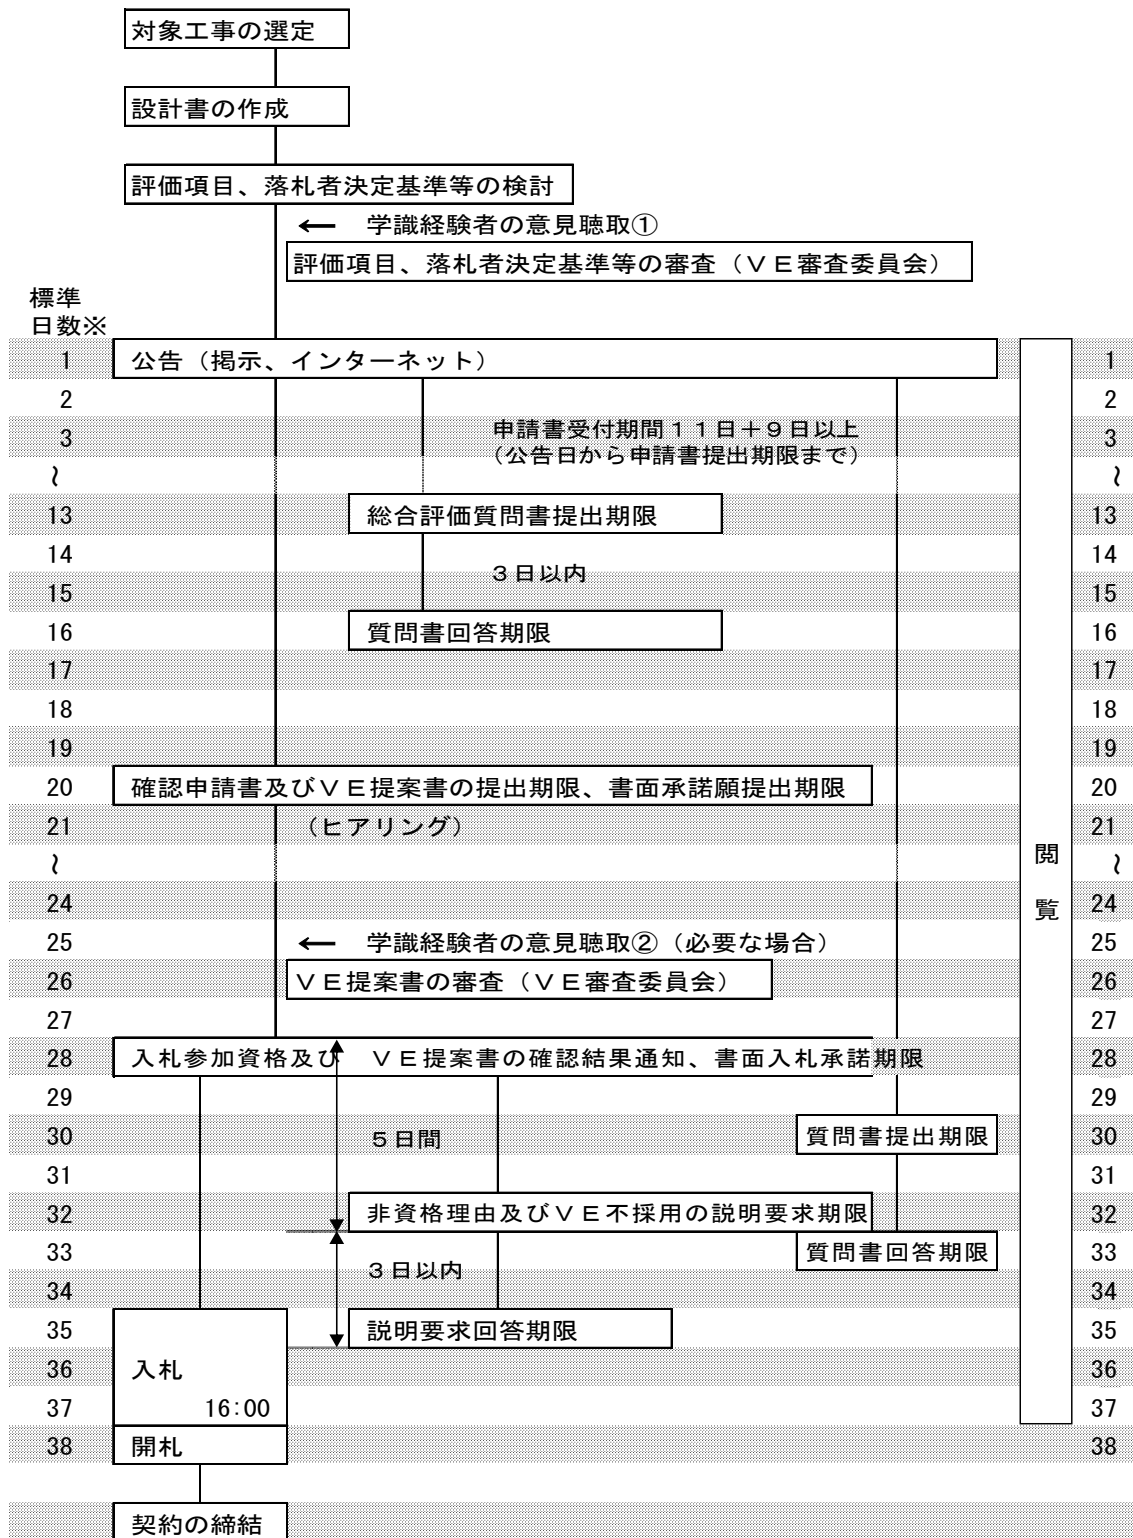 対象工事の選定
設計書の作成
評価項目、落札者決定基準等の検討
← 学識経験者の意見聴取①
評価項目、落札者決定基準等の審査（ＶＥ審査委員会）
標準
日数※
1 公告（掲示、インターネット） 1
2 2
3 申請書受付期間１１日＋９日以上 3
（公告日から申請書提出期限まで）
～ ～
13 総合評価質問書提出期限 13
14 14
３日以内
15 15
16 質問書回答期限 16
17 17
18 18
19 19
20 確認申請書及びＶＥ提案書の提出期限、書面承諾願提出期限 20
21 （ヒアリング） 21
～ ～
閲覧
24 24
25 ← 学識経験者の意見聴取②（必要な場合） 25
26 ＶＥ提案書の審査（ＶＥ審査委員会） 26
27 27
28 入札参加資格及び ＶＥ提案書の確認結果通知、書面入札承諾期限 28
29 29
30 ５日間 質問書提出期限 30
31 31
32 非資格理由及びＶＥ不採用の説明要求期限 32
33 質問書回答期限 33
３日以内
34 34
35 説明要求回答期限 35
36 入札 36
37 16:00 37
38 開札 38
契約の締結